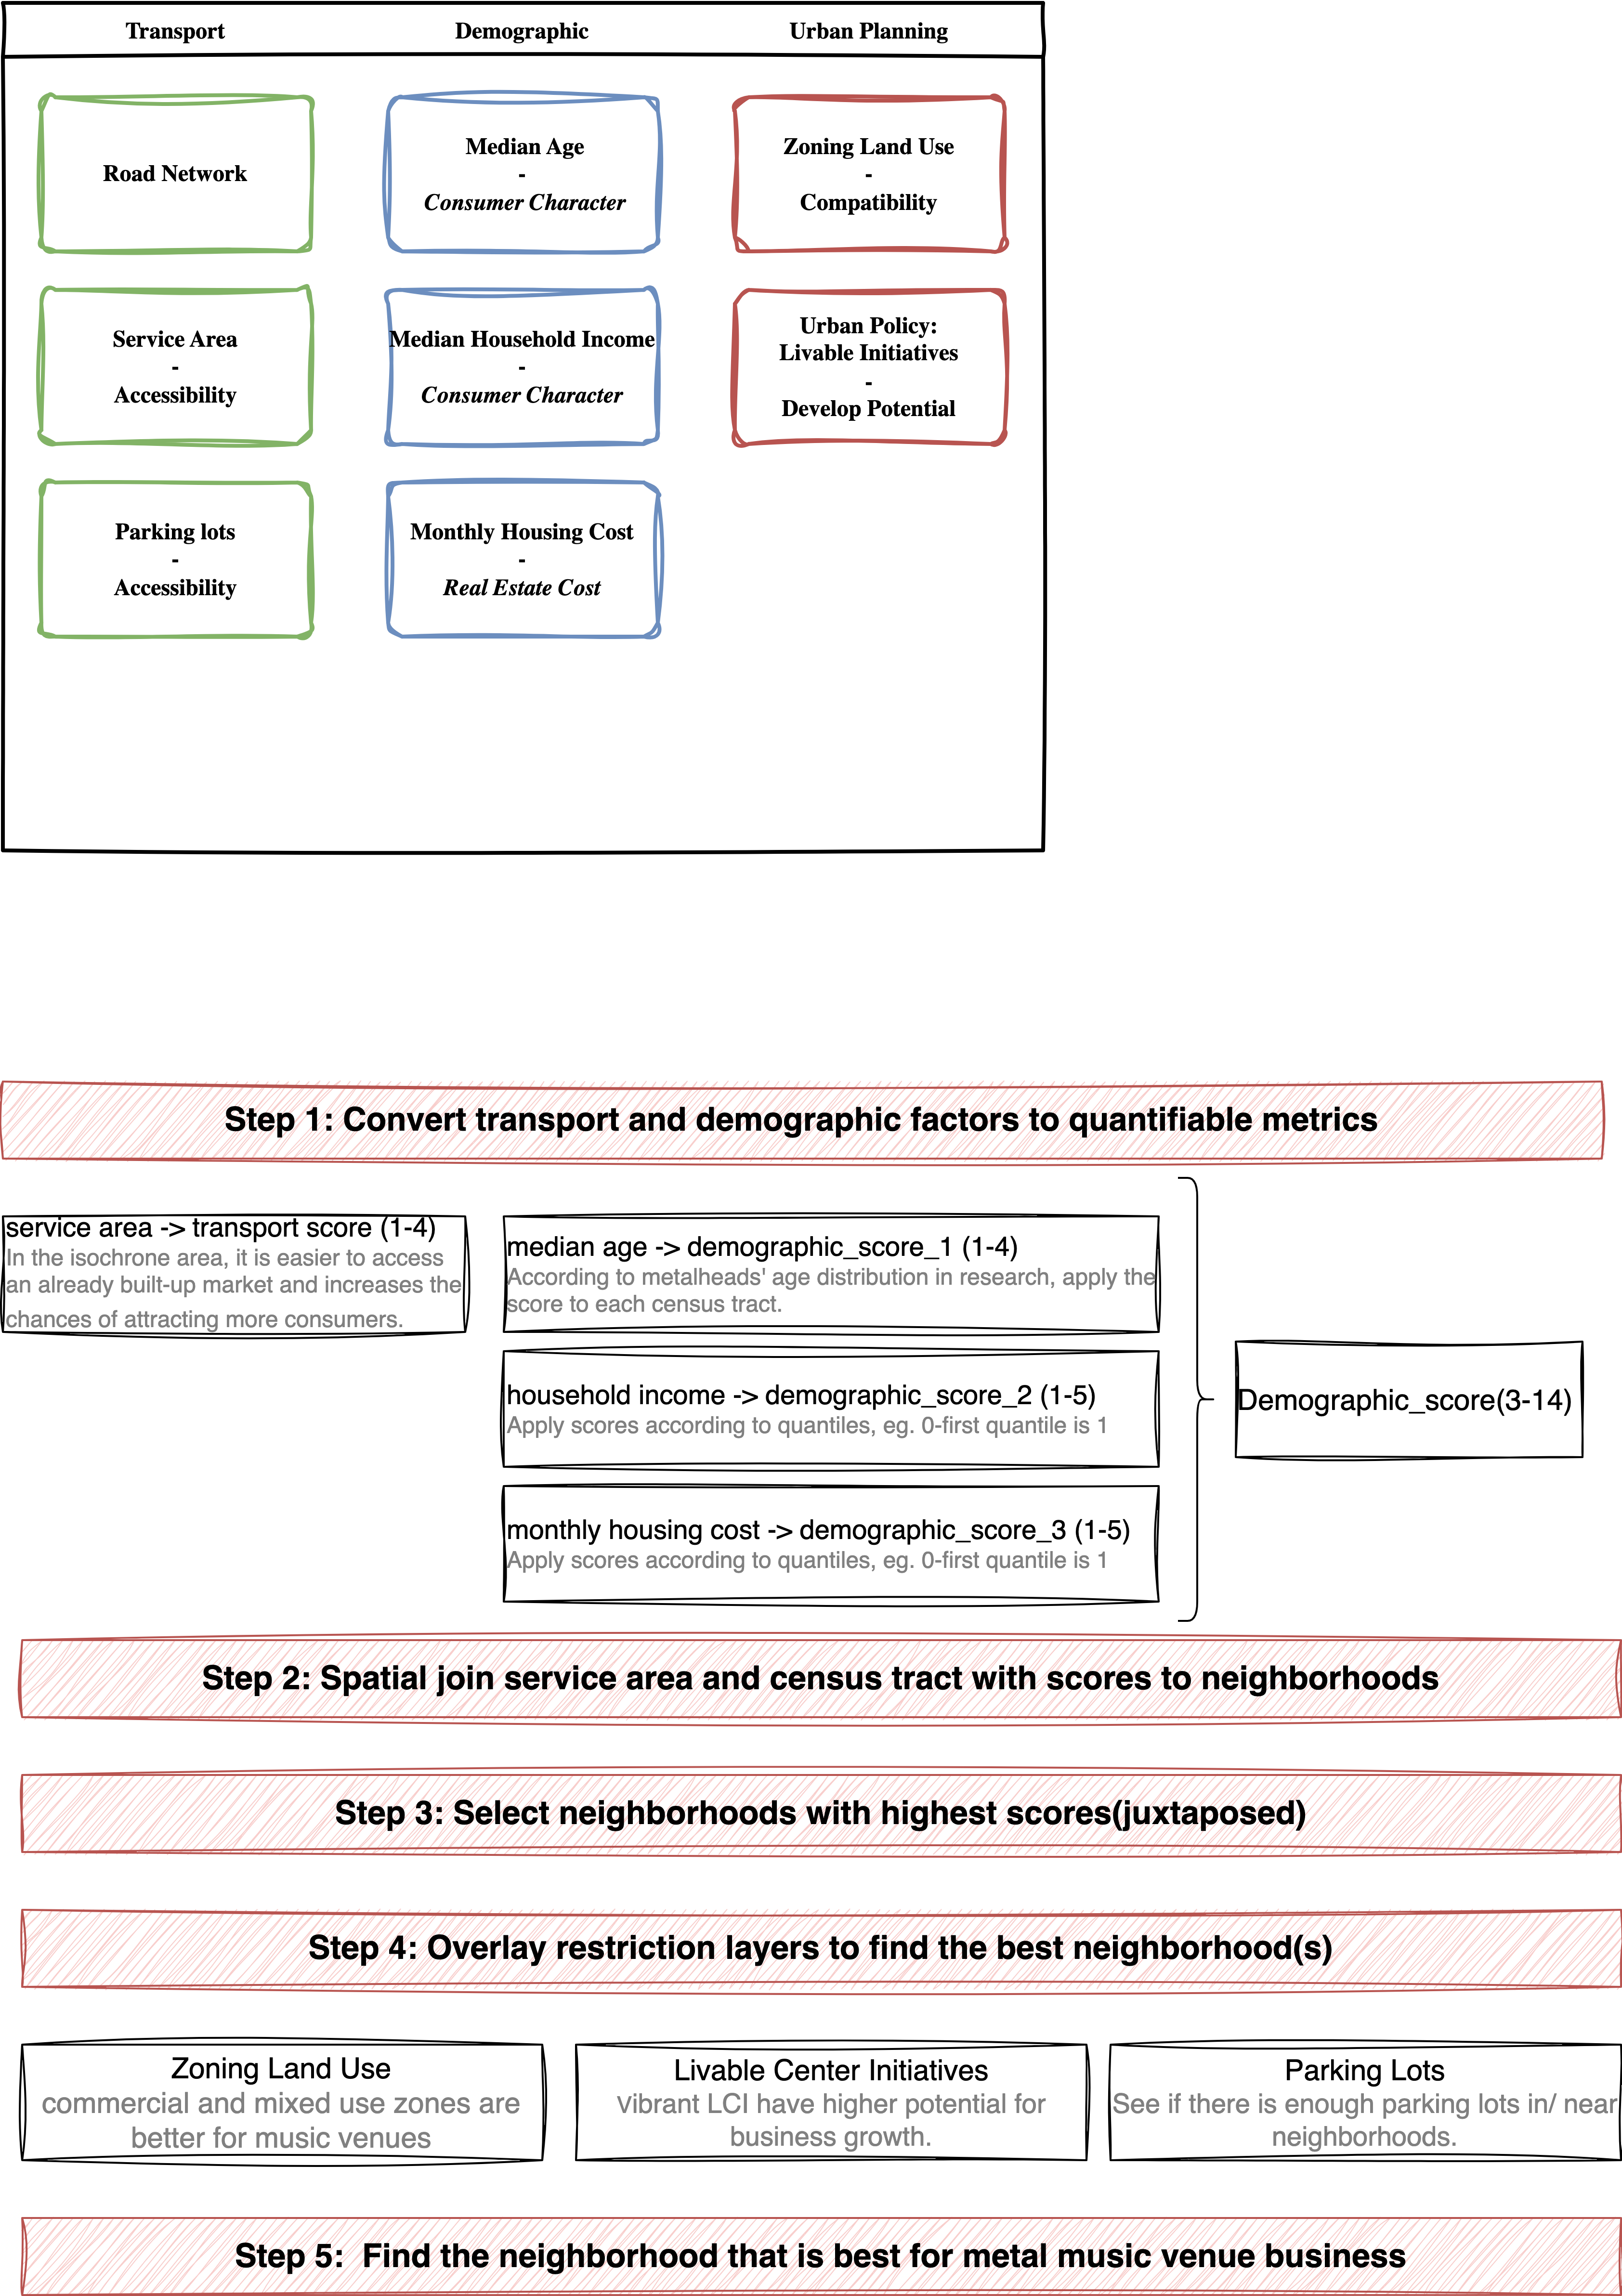 Transport
Demographic
Urban Planning
Road Network
Median Age
-
Consumer Character
Zoning Land Use
-
Compatibility
Service Area
-
Accessibility
Median Household Income
-
Consumer Character
Urban Policy:
Livable Initiatives
-
Develop Potential
Parking lots
-
Accessibility
Monthly Housing Cost
-
Real Estate Cost
Step 1: Convert transport and demographic factors to quantifiable metrics
service area -> transport score (1-4)
In the isochrone area, it is easier to access
an already built-up market and increases the
chances of attracting more consumers.
median age -> demographic_score_1 (1-4)
According to metalheads' age distribution in research, apply the
score to each census tract.
household income -> demographic_score_2 (1-5)
Apply scores according to quantiles, eg. 0-first quantile is 1
monthly housing cost -> demographic_score_3 (1-5)
Apply scores according to quantiles, eg. 0-first quantile is 1
Demographic_score(3-14)
Step 2: Spatial join service area and census tract with scores to neighborhoods
Step 3: Select neighborhoods with highest scores(juxtaposed)
Step 4: Overlay restriction layers to find the best neighborhood(s)
Zoning Land Use
commercial and mixed use zones are
better for music venues
Livable Center Initiatives
Vibrant LCI have higher potential for
business growth.
Parking Lots
See if there is enough parking lots in/ near
neighborhoods.
Step 5:  Find the neighborhood that is best for metal music venue business